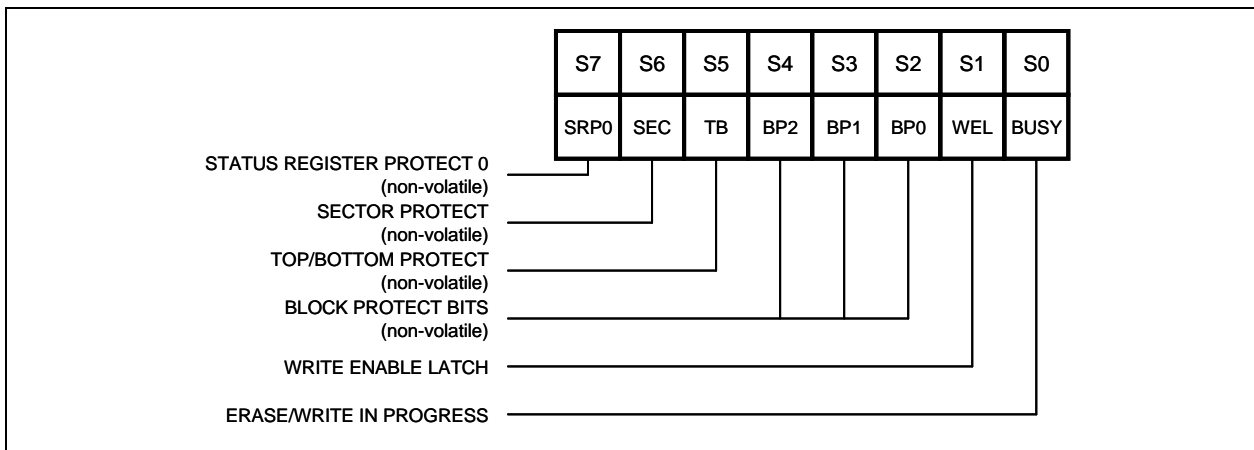 S7 S6 S5 S4 S3 S2 S1 S0
SRP0 SEC TB BP2 BP1 BP0 WEL BUSY
STATUS REGISTER PROTECT 0
(non-volatile)
SECTOR PROTECT
(non-volatile)
TOP/BOTTOM PROTECT
(non-volatile)
BLOCK PROTECT BITS
(non-volatile)
WRITE ENABLE LATCH
ERASE/WRITE IN PROGRESS